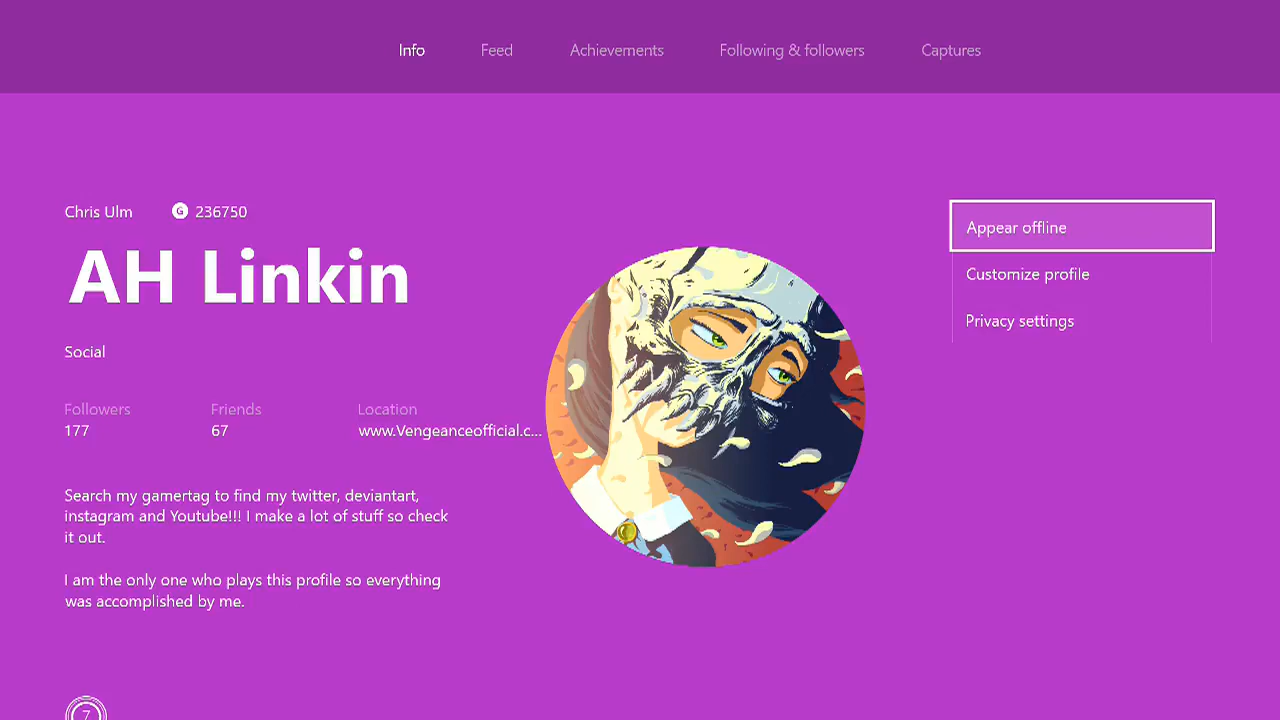 Info Feed Achievements Following & followers Captures
Chris Ulm G 236750
AH Linkin
Social
Followers Friends Location
177 67 www.Vengeanceofficial.c...
Search my gamertag to find my twitter, deviantart,
instagram and Youtube!!! I make a lot of stuff so check
it out.
I am the only one who plays this profile so everything
was accomplished by me.
7
Appear offline
Customize profile
Privacy settings